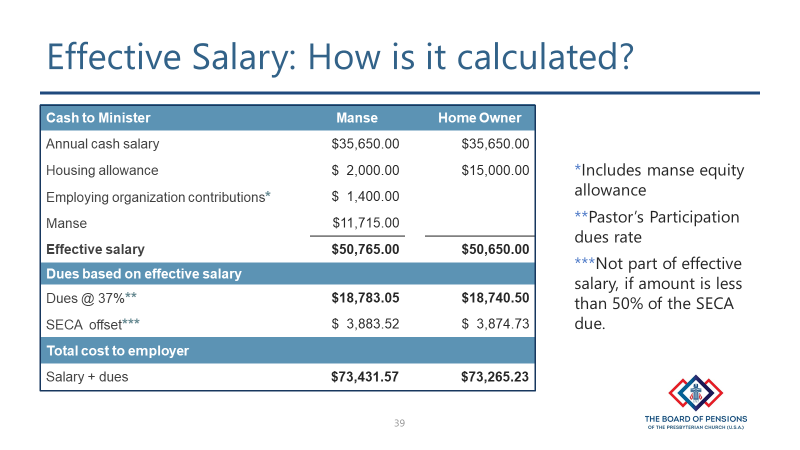 Effective Salary: How is it calculated?
Cash to Minister Manse Home Owner
Annual cash salary $35,650.00 $35,650.00
Housing allowance $ 2,000.00 $15,000.00
Employing organization contributions* $ 1,400.00
Manse $11,715.00
Effective salary $50,765.00 $50,650.00
Dues based on effective salary
Dues @ 37%** $18,783.05 $18,740.50
SECA offset*** $ 3,883.52 $ 3,874.73
Total cost to employer
Salary + dues $73,431.57 $73,265.23
*Includes manse equity
allowance
**Pastor’s Participation
dues rate
***Not part of effective
salary, if amount is less
than 50% of the SECA
due.
THE BOARD OF PENSIONS
OF THE PRESBYTERIAN CHURCH (U.S.A.)
39